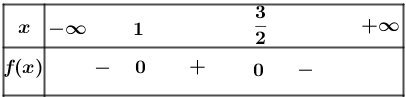 x −∞ 1 3/2 +∞
f(x) − 0 + 0 −